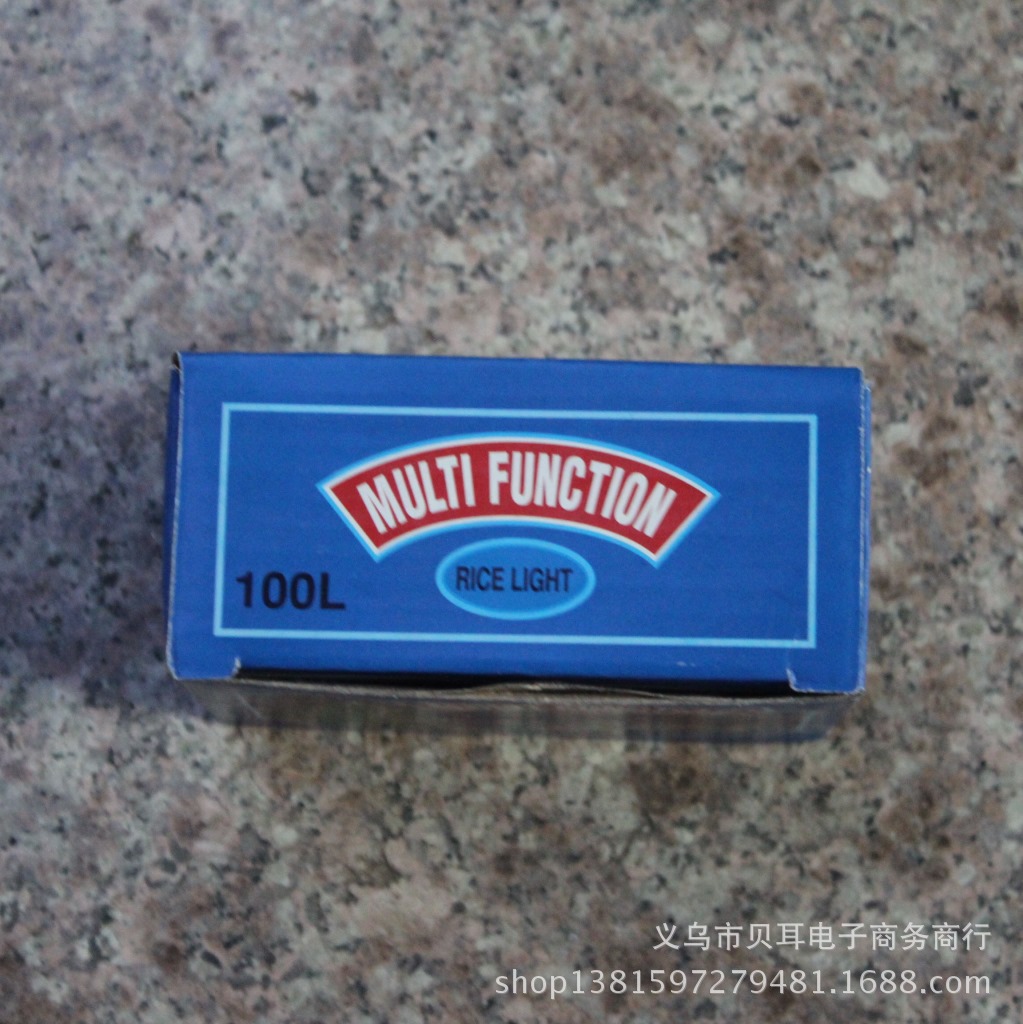 MULTI FUNCTION
RICE LIGHT
100L
义乌市贝耳电子商务商行
shop1381597279481.1688.com